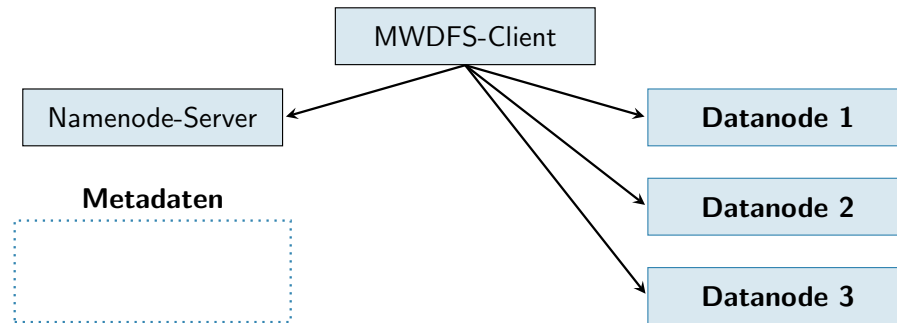 MWDFS-Client
Namenode-Server
Datanode 1
Metadaten
Datanode 2
Datanode 3